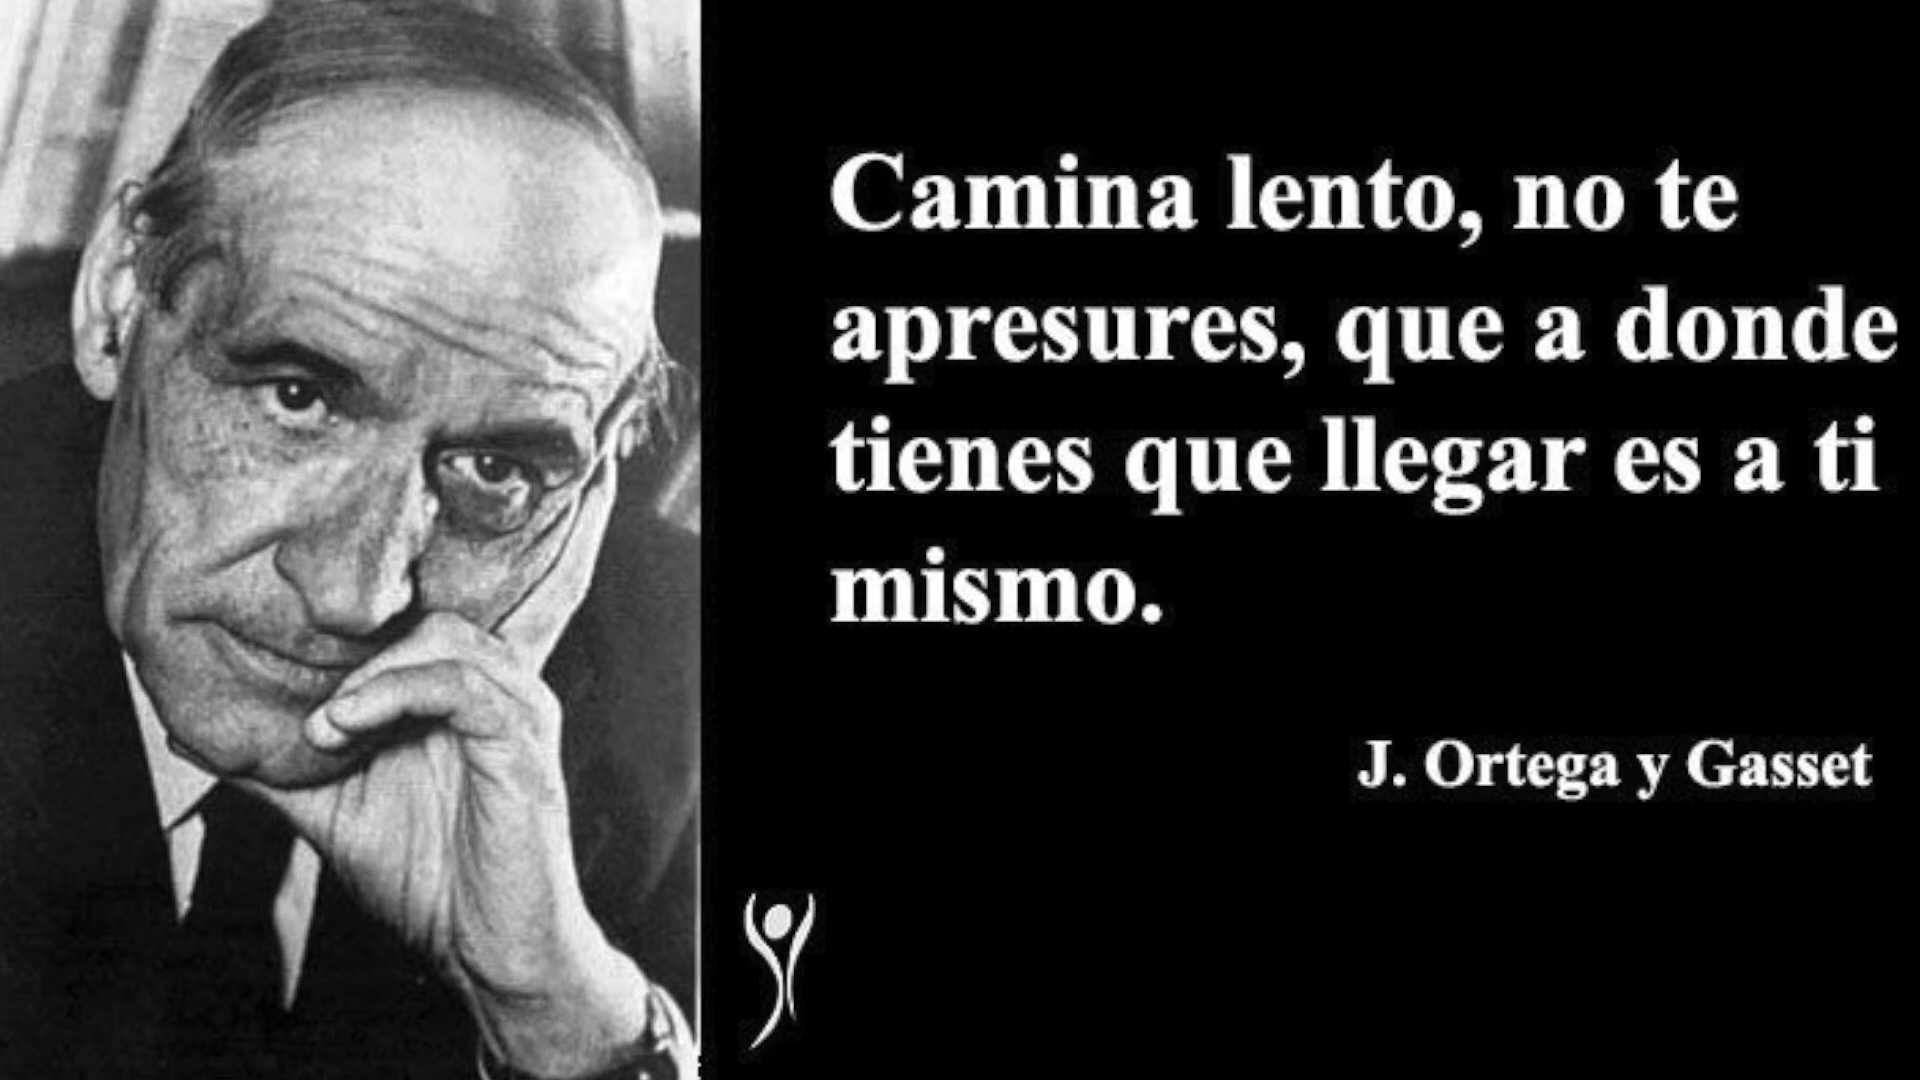 Camina lento, no te
apresures, que a donde
tienes que llegar es a ti
mismo.
J. Ortega y Gasset